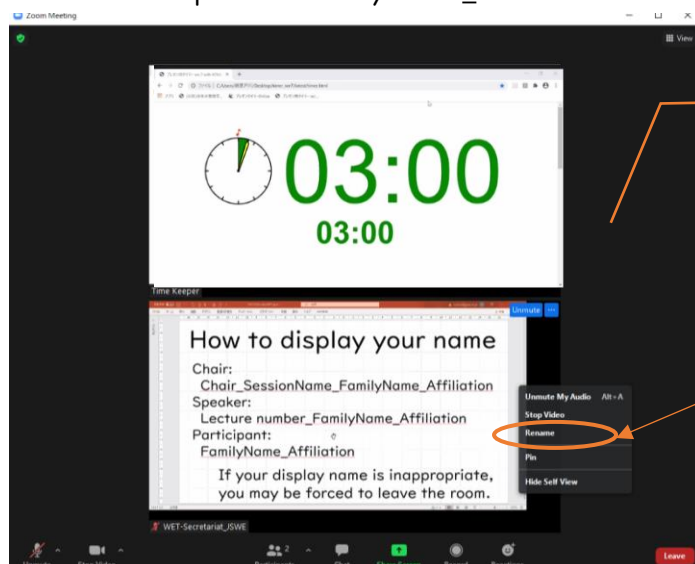 Zoom Meeting
View
03:00
03:00
Time Keeper
Unmute
How to display your name
Chair:
Chair_SessionName_FamilyName_Affiliation
Speaker:
Lecture number_FamilyName_Affiliation
Participant:
FamilyName_Affiliation
If your display name is inappropriate,
you may be forced to leave the room.
Unmute My Audio Alt+A
Stop Video
Rename
Pin
Hide Self View
WET-Secretariat_JSWE
2
Leave